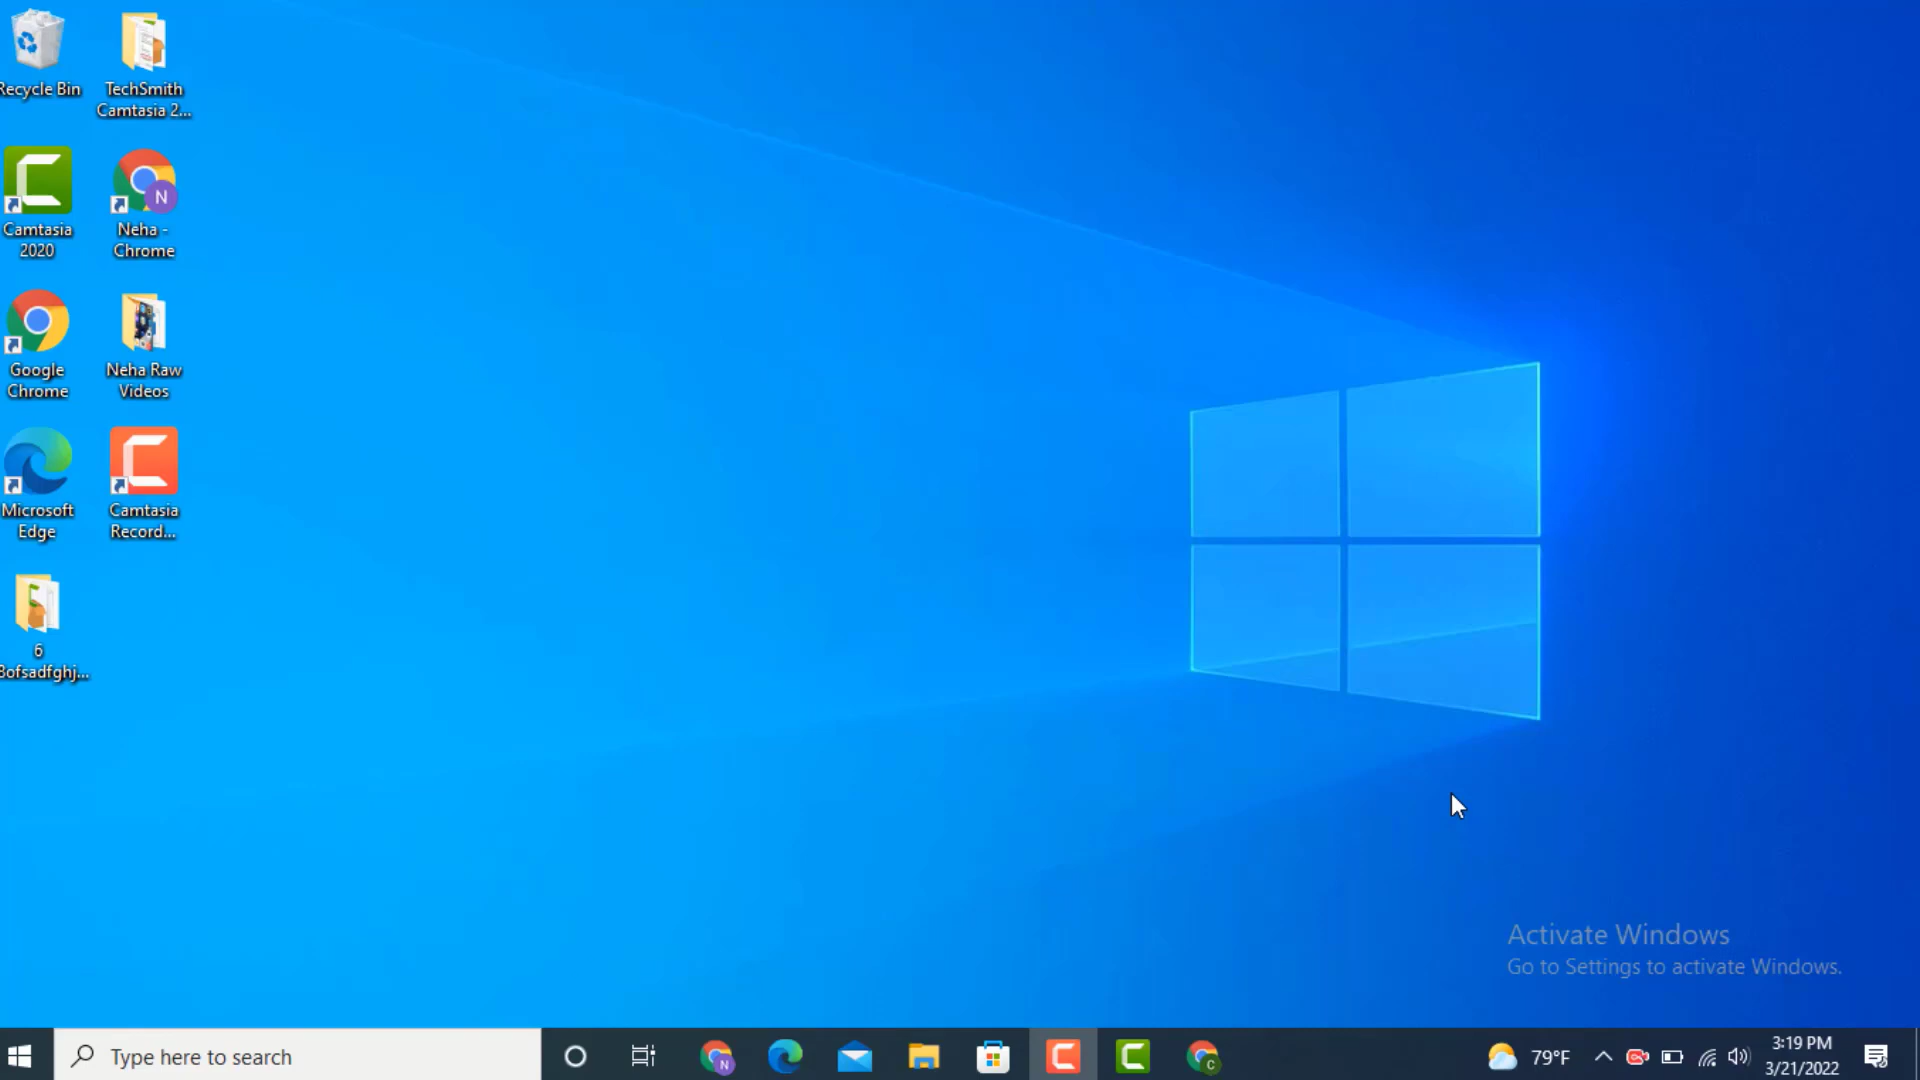 Recycle Bin
TechSmith
Camtasia 2...
Camtasia
2020
N
Neha -
Chrome
Google
Chrome
Neha Raw
Videos
Microsoft
Edge
Camtasia
Record...
6
Bofsadfghj...
Activate Windows
Go to Settings to activate Windows.
Type here to search
N
C
79°F
3:19 PM
3/21/2022